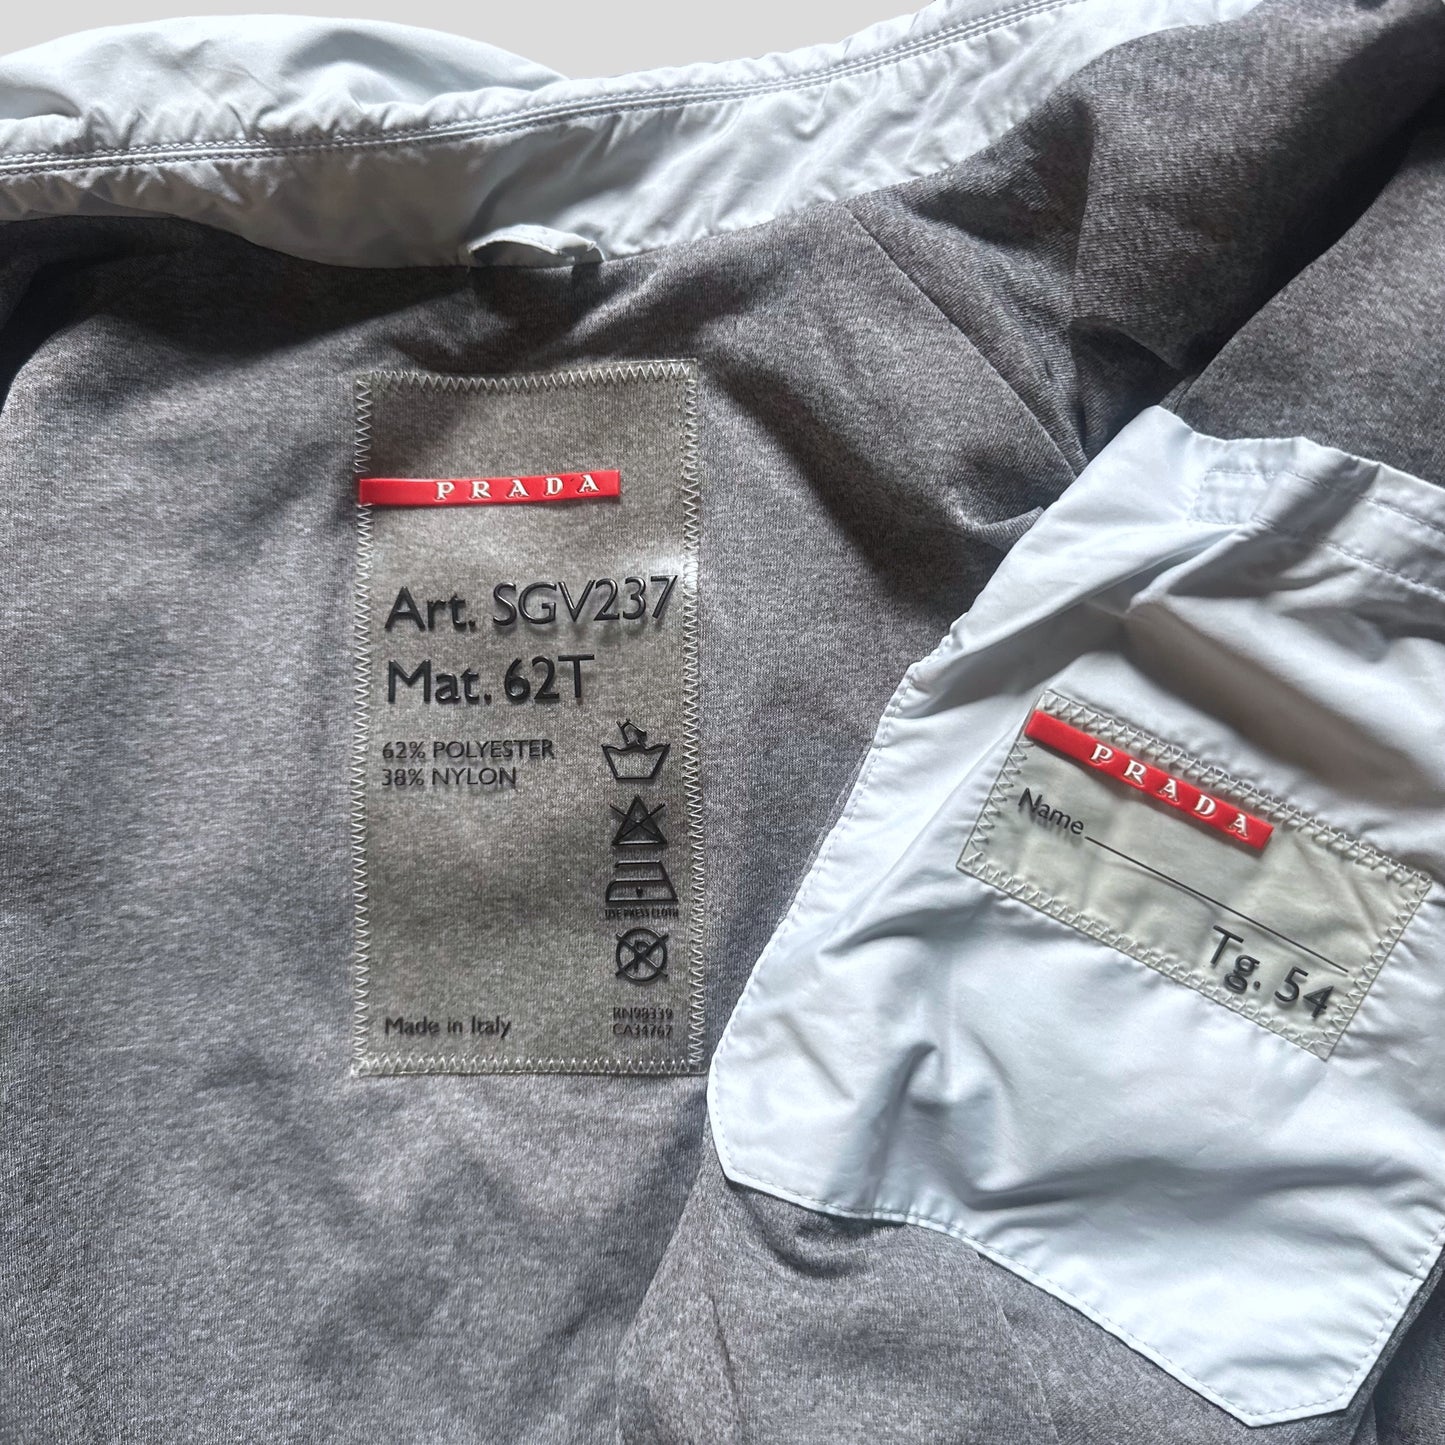 PRADA
Art. SGV237
Mat. 62T
62% POLYESTER
38% NYLON
USE PRESS CLOTH
R
Made in Italy
RN98339
CA34767
PRADA
Name
Tg. 54